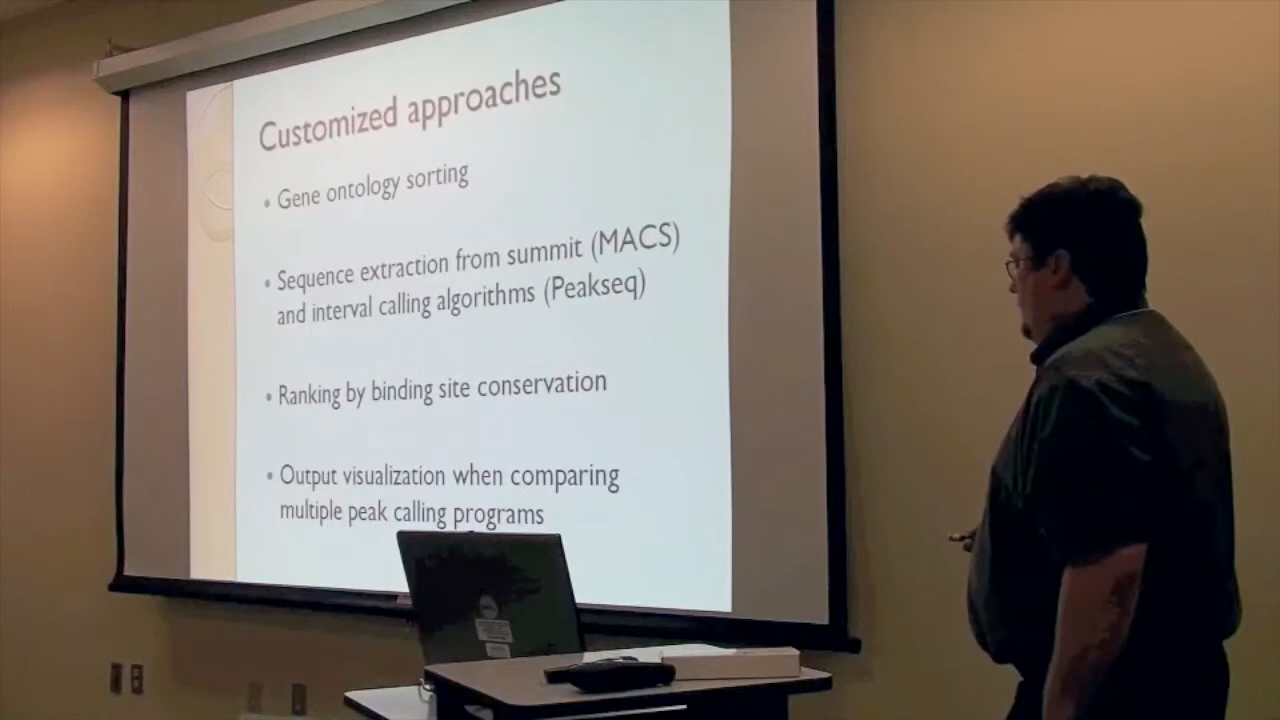 Customized approaches
• Gene ontology sorting
• Sequence extraction from summit (MACS)
and interval calling algorithms (Peakseq)
• Ranking by binding site conservation
• Output visualization when comparing
multiple peak calling programs